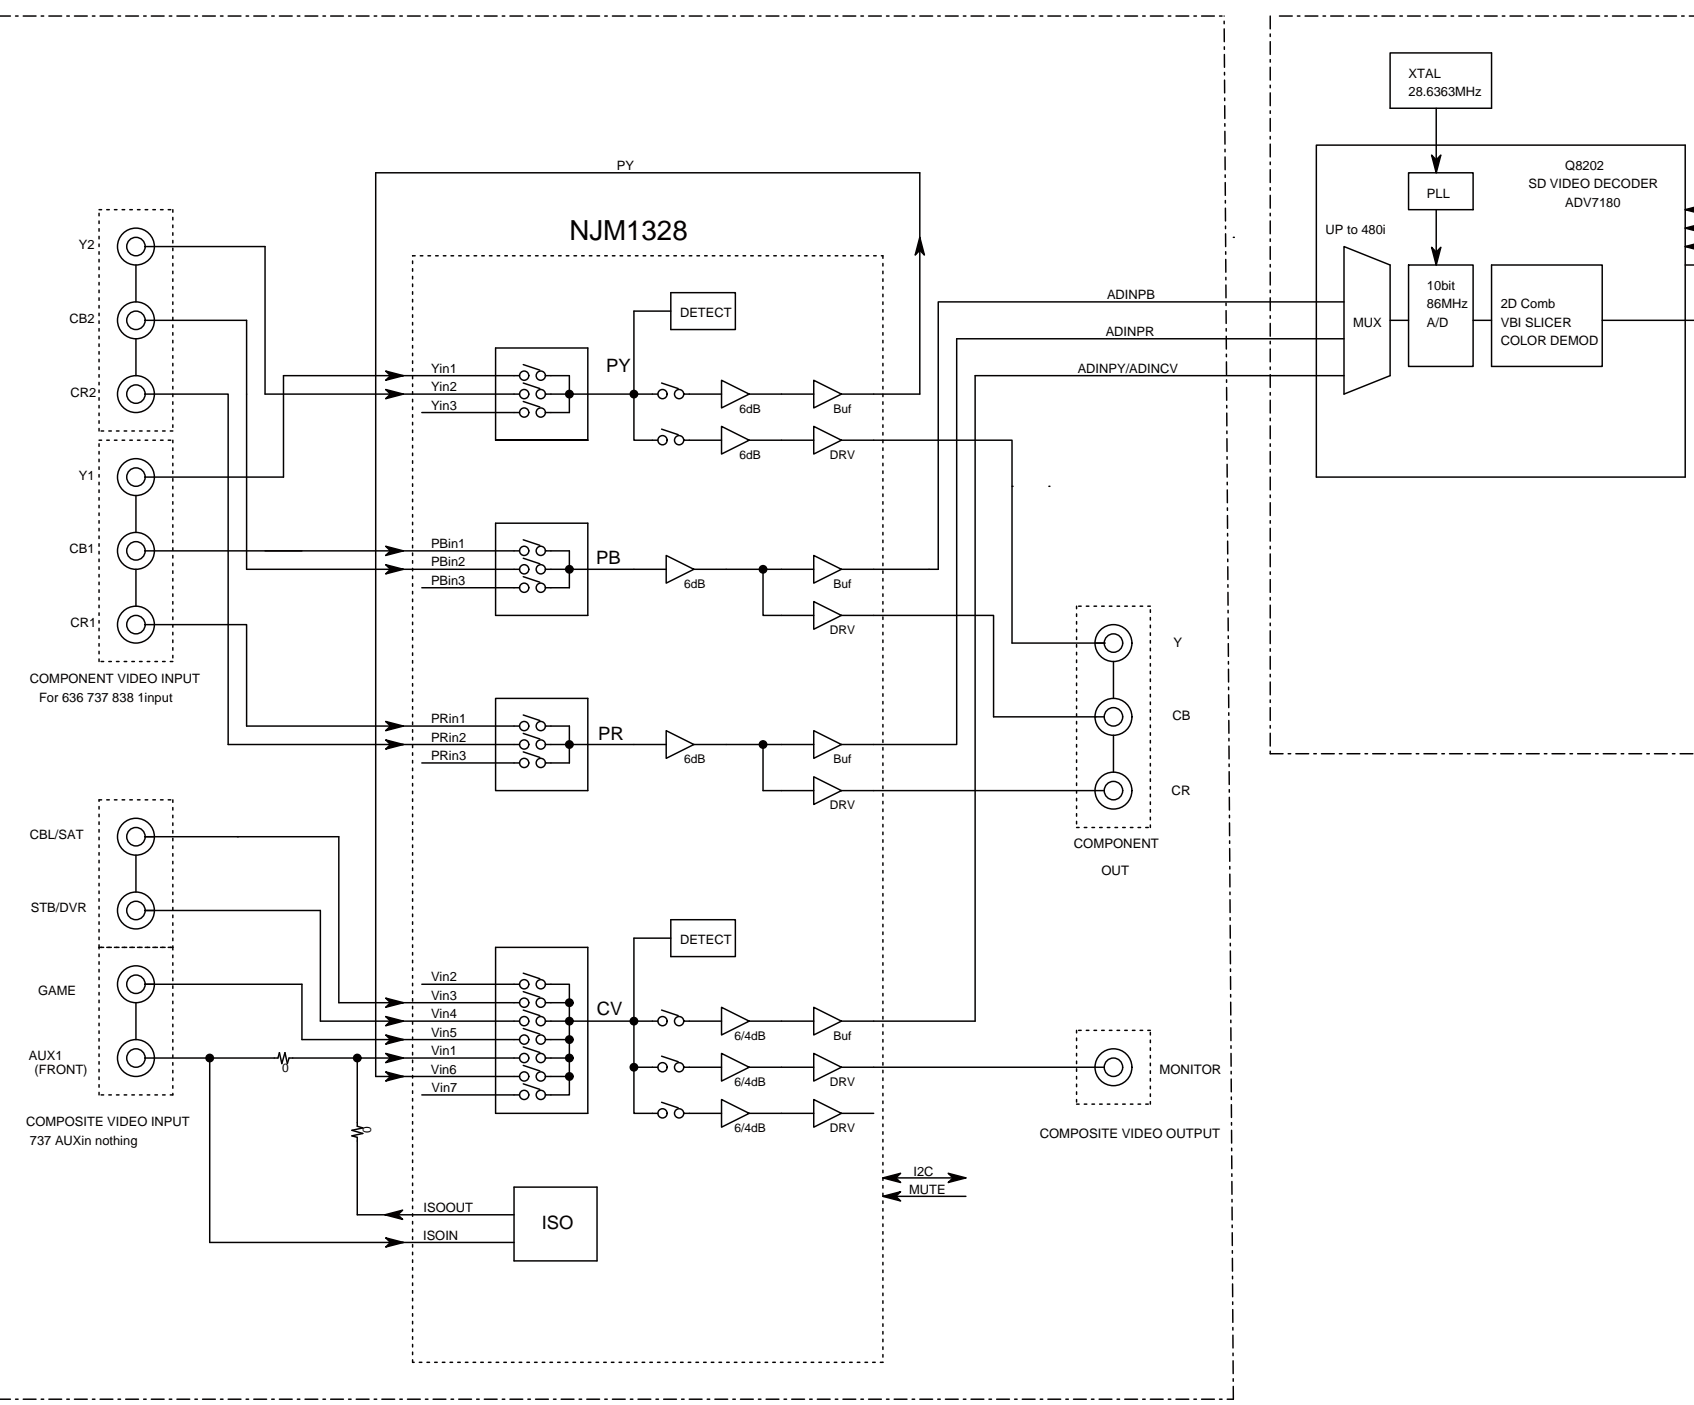 XTAL
28.6363MHz
Q8202
SD VIDEO DECODER
ADV7180
PLL
UP to 480i
MUX
10bit
86MHz
A/D
2D Comb
VBI SLICER
COLOR DEMOD
PY
NJM1328
Y2
CB2
CR2
Y1
CB1
CR1
COMPONENT VIDEO INPUT
For 636 737 838 1input
DETECT
Yin1
Yin2
Yin3
PY
6dB
Buf
6dB
DRV
ADINPB
ADINPR
ADINPY/ADINCV
PBin1
PBin2
PBin3
PB
6dB
Buf
DRV
PRin1
PRin2
PRin3
PR
6dB
Buf
DRV
Y
CB
CR
COMPONENT
OUT
CBL/SAT
STB/DVR
GAME
AUX1
(FRONT)
COMPOSITE VIDEO INPUT
737 AUXin nothing
0
0
DETECT
Vin2
Vin3
Vin4
Vin5
Vin1
Vin6
Vin7
CV
6/4dB
Buf
6/4dB
DRV
6/4dB
DRV
MONITOR
COMPOSITE VIDEO OUTPUT
I2C
MUTE
ISOOUT
ISOIN
ISO